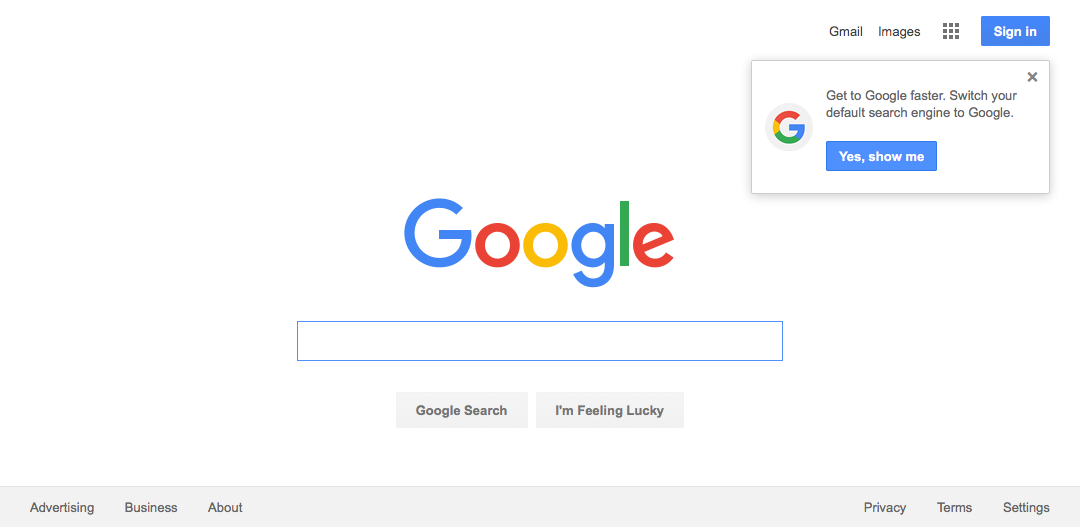 Gmail Images Sign in
Get to Google faster. Switch your
default search engine to Google.
Yes, show me
Google
Google Search I'm Feeling Lucky
Advertising Business About Privacy Terms Settings